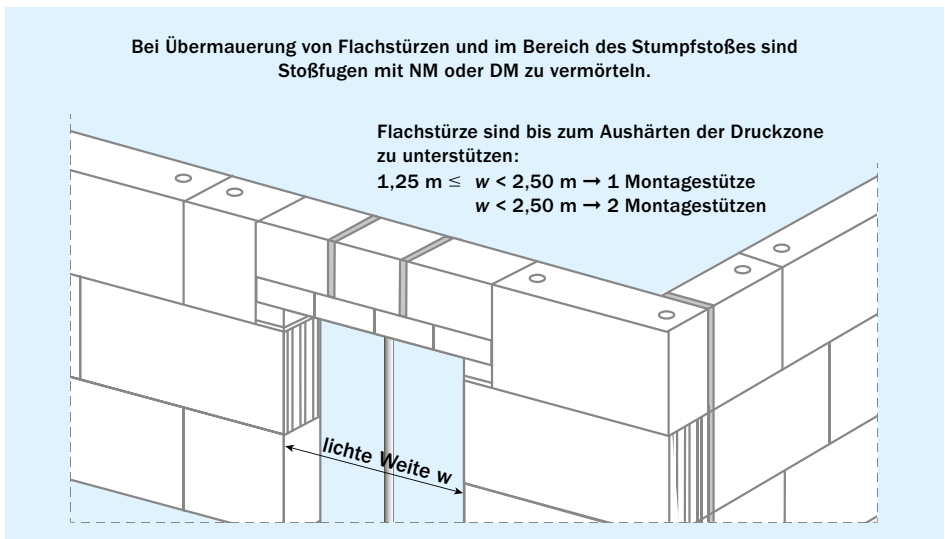 Bei Übermauerung von Flachstürzen und im Bereich des Stumpfstoßes sind
Stoßfugen mit NM oder DM zu vermörteln.
Flachstürze sind bis zum Aushärten der Druckzone
zu unterstützen:
1,25 m ≤ w < 2,50 m → 1 Montagestütze
w < 2,50 m → 2 Montagestützen
lichte Weite w